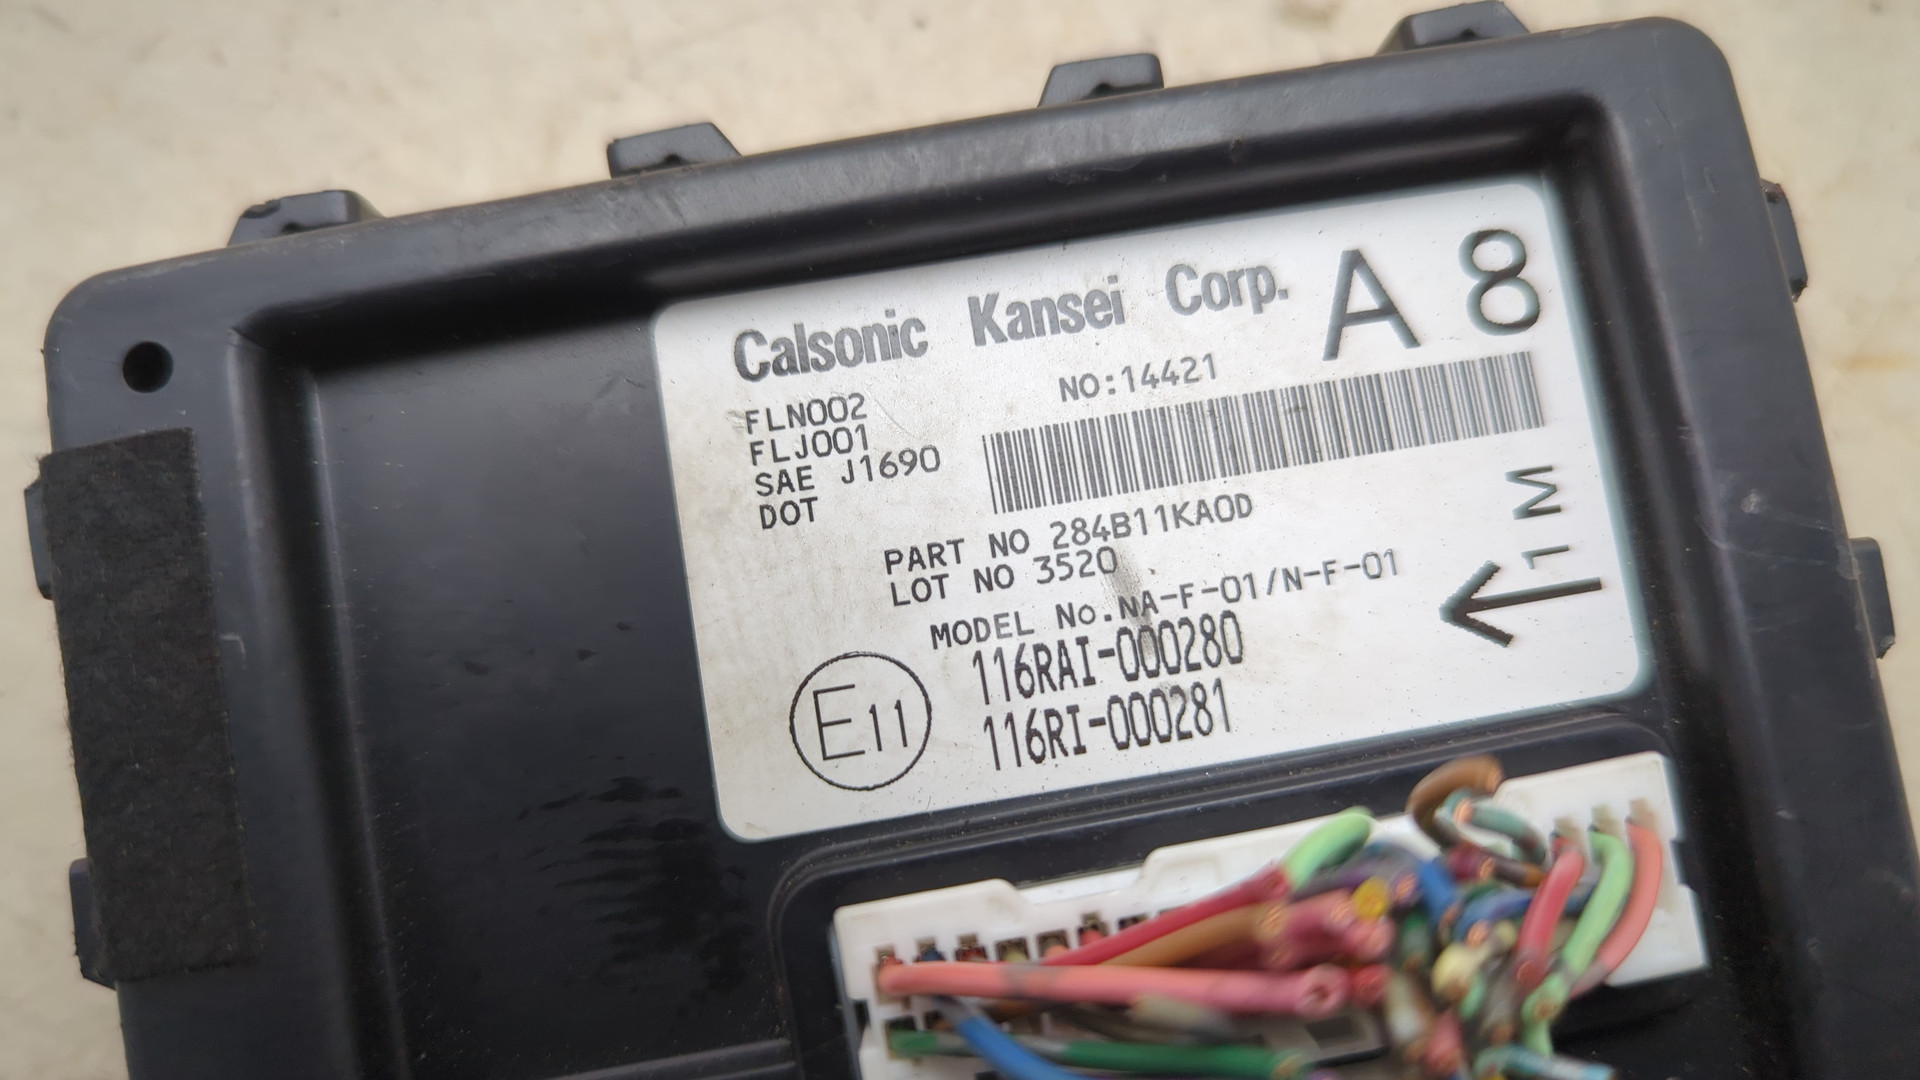 Calsonic Kansei Corp. A 8
FLN002
FLJ001
SAE J1690
DOT
NO:14421
PART NO 284B11KA0D
LOT NO 3520
MODEL No.NA-F-01/N-F-01
116RAI-000280
116RI-000281
E11
1 M